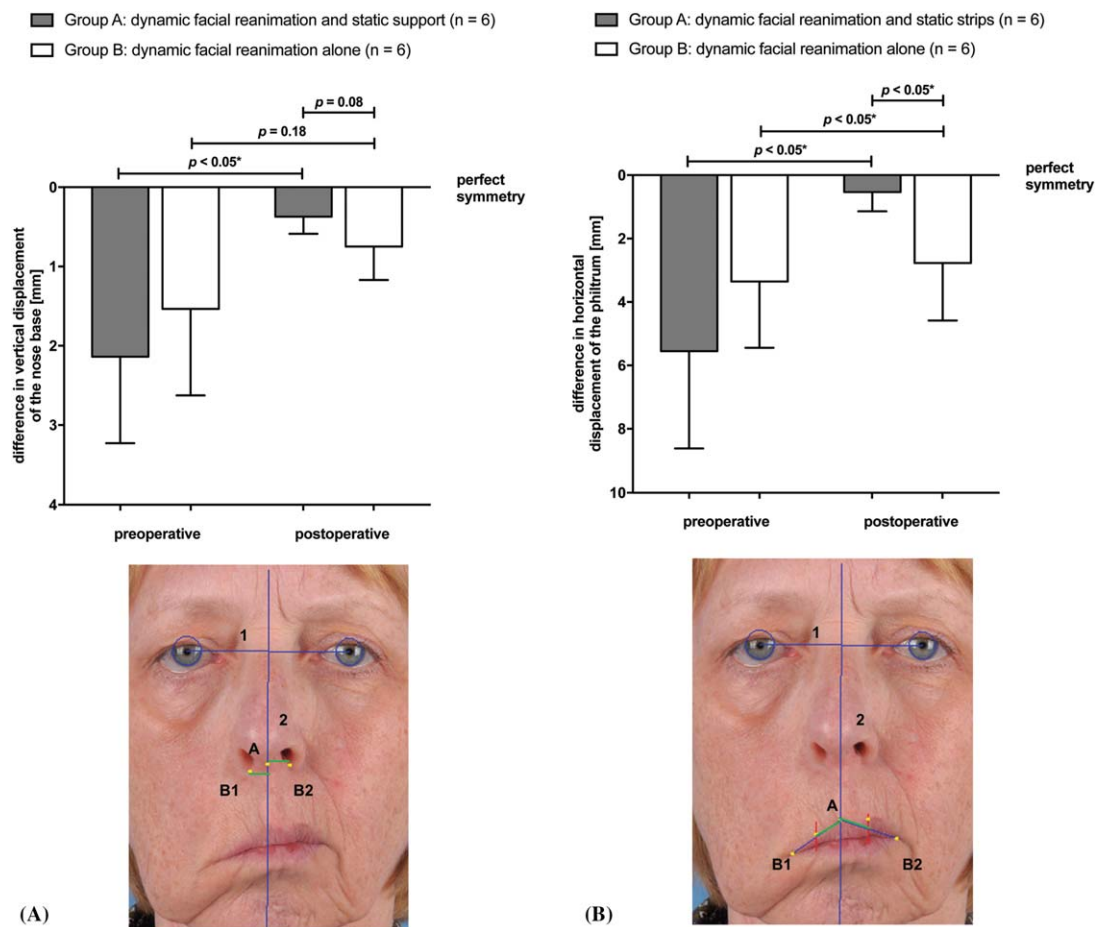 Group A: dynamic facial reanimation and static support (n = 6)
Group B: dynamic facial reanimation alone (n = 6)
p = 0.08
p = 0.18
p < 0.05*
perfect
symmetry
difference in vertical displacement
of the nose base [mm]
0
1
2
3
4
preoperative
postoperative
1
2
A
B1
B2
(A)
Group A: dynamic facial reanimation and static strips (n = 6)
Group B: dynamic facial reanimation alone (n = 6)
p < 0.05*
p < 0.05*
p < 0.05*
perfect
symmetry
difference in horizontal
displacement of the philtrum [mm]
0
2
4
6
8
10
preoperative
postoperative
1
2
A
B1
B2
(B)